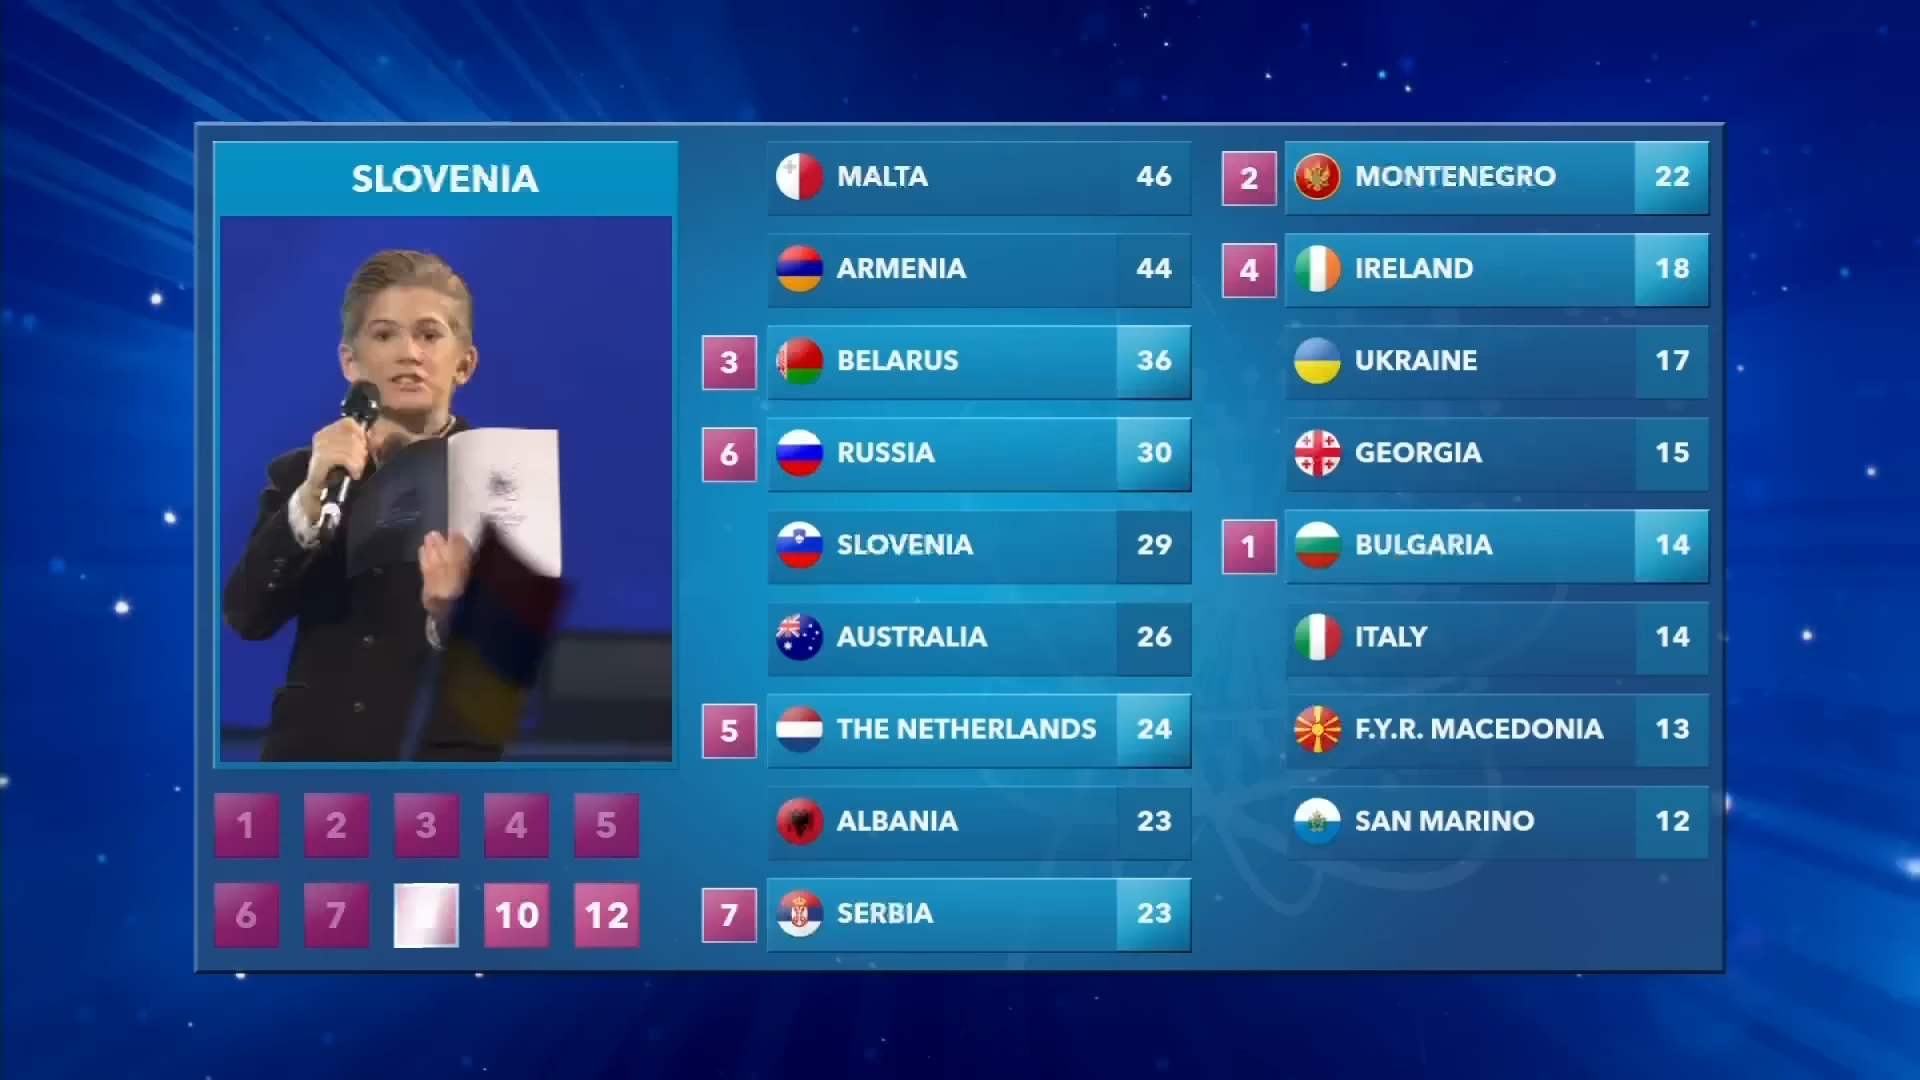 SLOVENIA
1 2 3 4 5
6 7 10 12
MALTA 46
ARMENIA 44
3 BELARUS 36
6 RUSSIA 30
SLOVENIA 29
AUSTRALIA 26
5 THE NETHERLANDS 24
ALBANIA 23
7 SERBIA 23
2 MONTENEGRO 22
4 IRELAND 18
UKRAINE 17
GEORGIA 15
1 BULGARIA 14
ITALY 14
F.Y.R. MACEDONIA 13
SAN MARINO 12